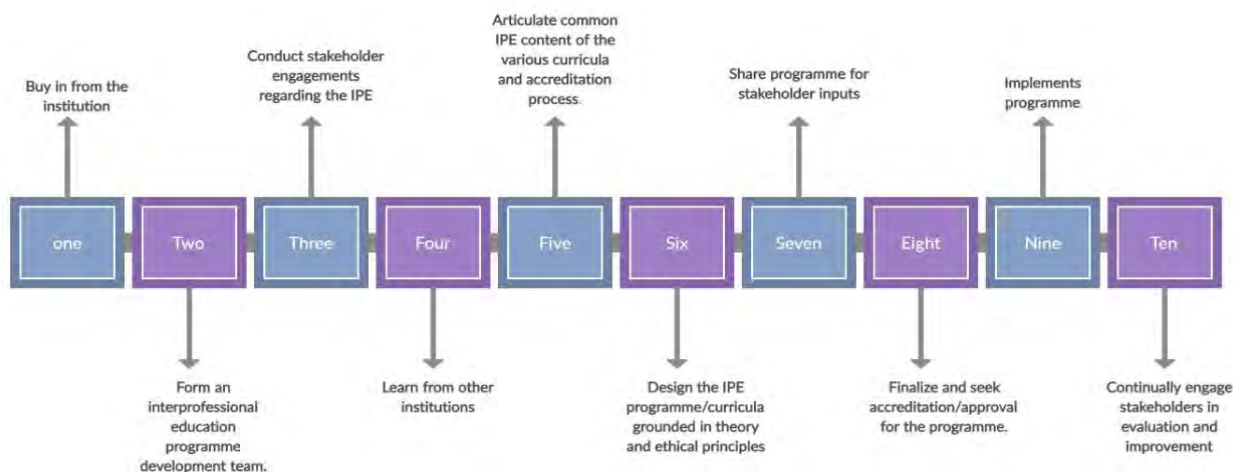 Buy in from the
institution
Conduct stakeholder
engagements
regarding the IPE
Articulate common
IPE content of the
various curricula
and accreditation
process
Share programme for
stakeholder inputs
Implements
programme
one
Two
Three
Four
Five
Six
Seven
Eight
Nine
Ten
Form an
interprofessional
education
programme
development team.
Learn from other
institutions
Design the IPE
programme/curricula
grounded in theory
and ethical principles
Finalize and seek
accreditation/approval
for the programme.
Continually engage
stakeholders in
evaluation and
improvement